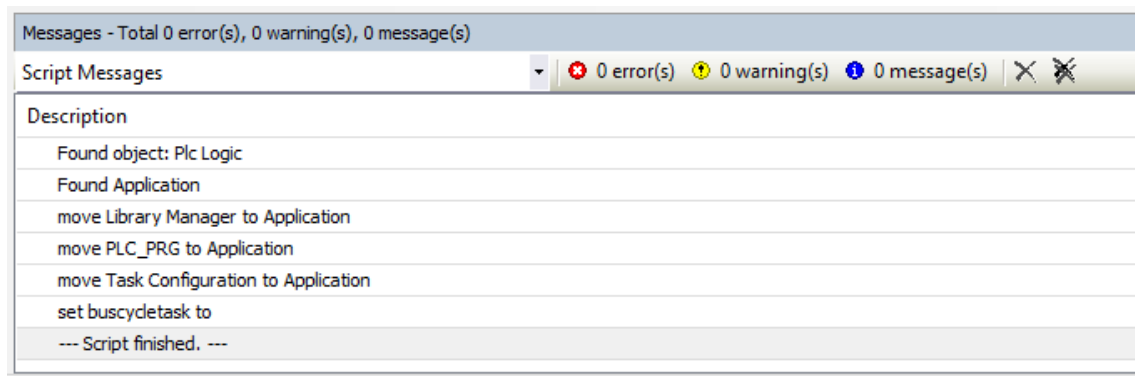 Messages - Total 0 error(s), 0 warning(s), 0 message(s)
Script Messages 0 error(s) 0 warning(s) 0 message(s)
Description
Found object: Plc Logic
Found Application
move Library Manager to Application
move PLC_PRG to Application
move Task Configuration to Application
set buscycletask to
--- Script finished. ---